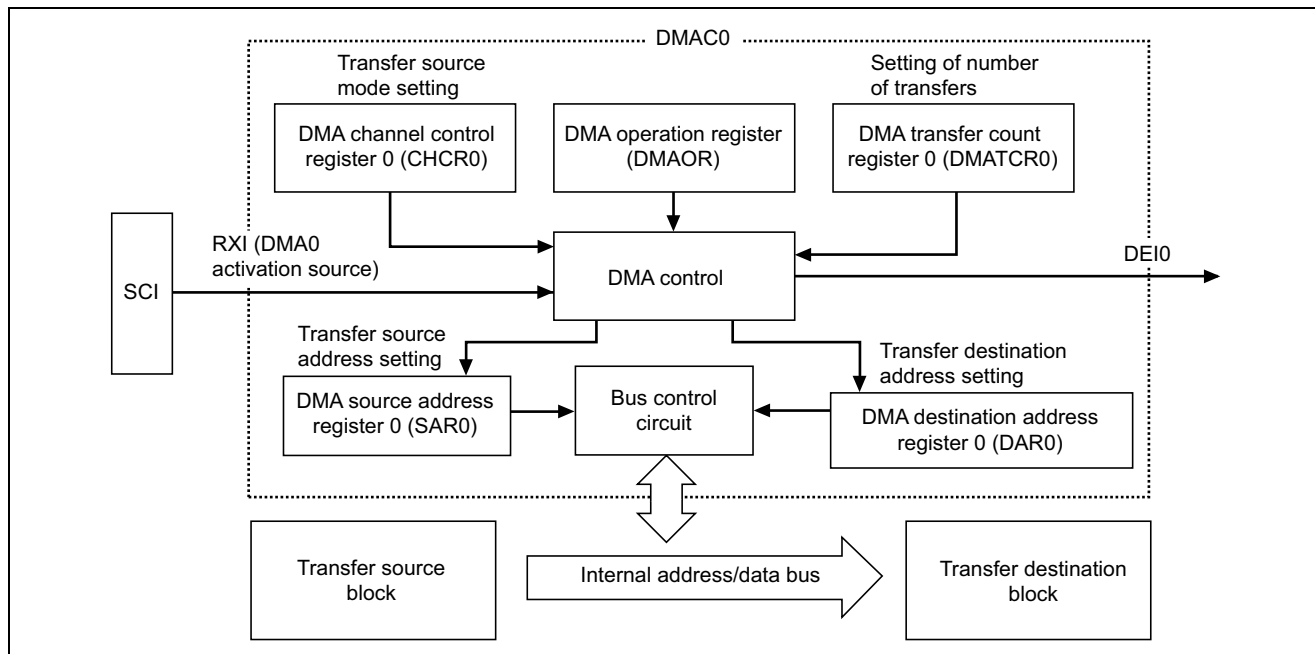 DMAC0
Transfer source
mode setting
Setting of number
of transfers
DMA channel control
register 0 (CHCR0)
DMA operation register
(DMAOR)
DMA transfer count
register 0 (DMATCR0)
RXI (DMA0
activation source)
SCI
DMA control
DEI0
Transfer source
address setting
Transfer destination
address setting
DMA source address
register 0 (SAR0)
Bus control
circuit
DMA destination address
register 0 (DAR0)
Transfer source
block
Internal address/data bus
Transfer destination
block